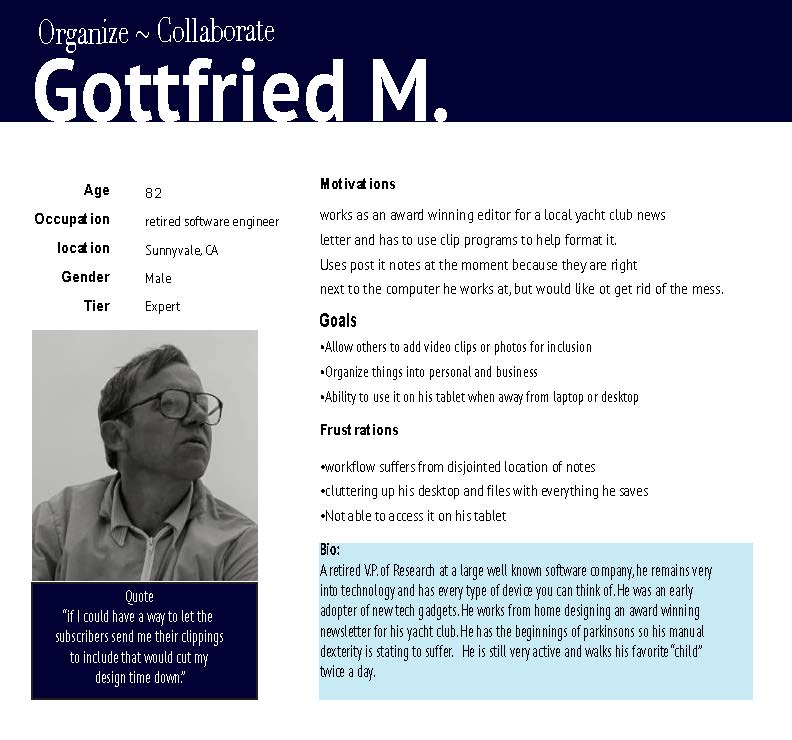 Organize ~ Collaborate
Gottfried M.
Age 82
Occupation retired software engineer
location Sunnyvale, CA
Gender Male
Tier Expert
Quote
“if I could have a way to let the
subscribers send me their clippings
to include that would cut my
design time down.”
Motivations
works as an award winning editor for a local yacht club news
letter and has to use clip programs to help format it.
Uses post it notes at the moment because they are right
next to the computer he works at, but would like ot get rid of the mess.
Goals
•Allow others to add video clips or photos for inclusion
•Organize things into personal and business
•Ability to use it on his tablet when away from laptop or desktop
Frustrations
•workflow suffers from disjointed location of notes
•cluttering up his desktop and files with everything he saves
•Not able to access it on his tablet
Bio:
A retired V.P. of Research at a large well known software company, he remains very
into technology and has every type of device you can think of. He was an early
adopter of new tech gadgets. He works from home designing an award winning
newsletter for his yacht club. He has the beginnings of parkinsons so his manual
dexterity is stating to suffer. He is still very active and walks his favorite “child”
twice a day.